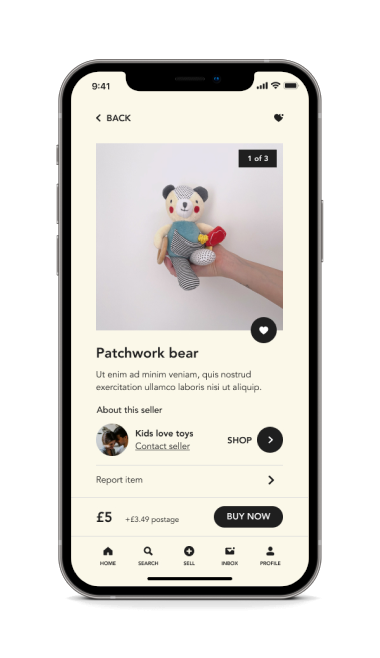 9:41
BACK
1 of 3
Patchwork bear
Ut enim ad minim veniam, quis nostrud
exercitation ullamco laboris nisi ut aliquip.
About this seller
Kids love toys
Contact seller
SHOP
Report item
£5 +£3.49 postage BUY NOW
HOME SEARCH SELL INBOX PROFILE